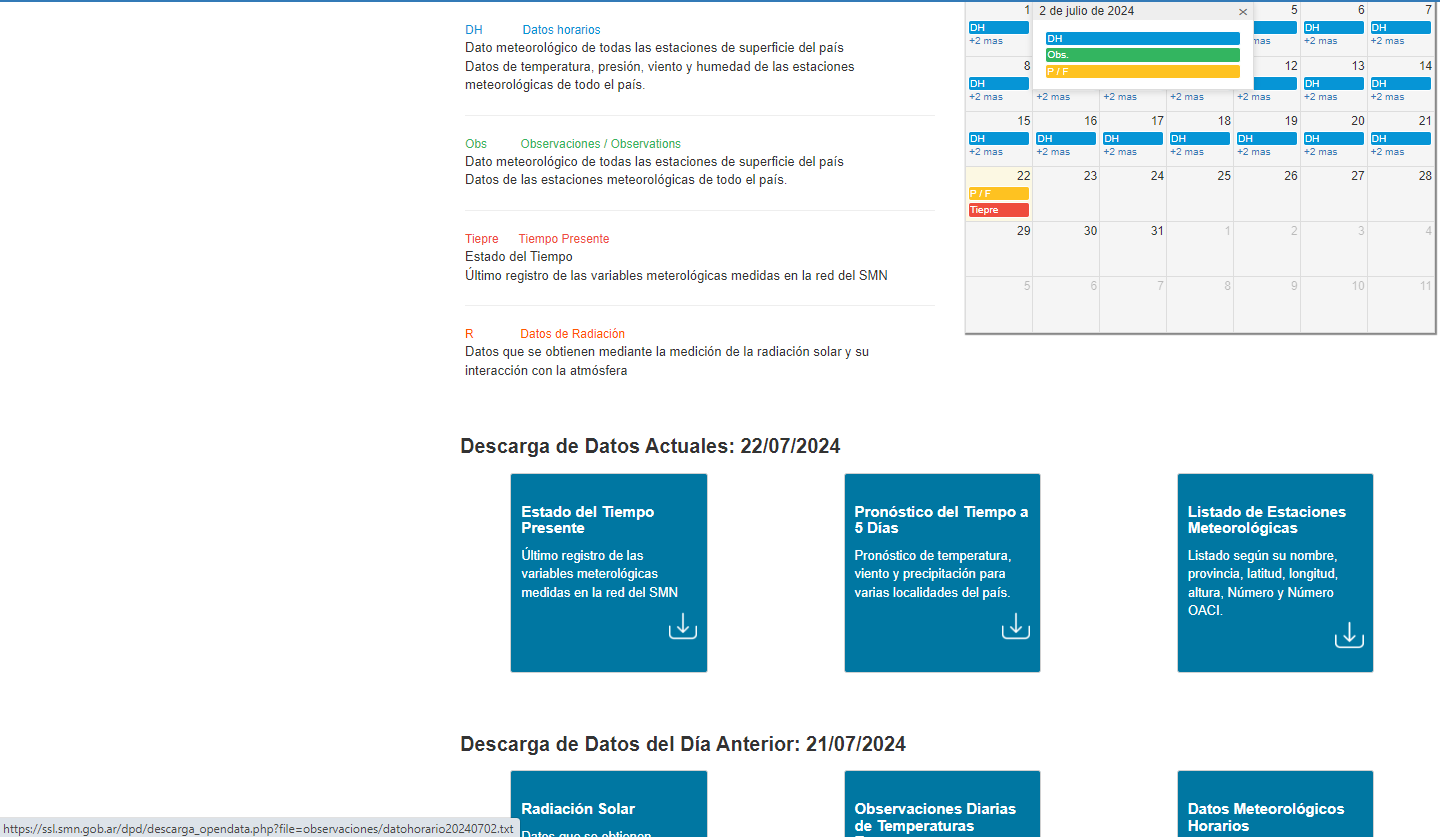 DH Datos horarios
Dato meteorológico de todas las estaciones de superficie del país
Datos de temperatura, presión, viento y humedad de las estaciones
meteorológicas de todo el país.
Obs Observaciones / Observations
Dato meteorológico de todas las estaciones de superficie del país
Datos de las estaciones meteorológicas de todo el país.
Tiepre Tiempo Presente
Estado del Tiempo
Último registro de las variables meterológicas medidas en la red del SMN
R Datos de Radiación
Datos que se obtienen mediante la medición de la radiación solar y su
interacción con la atmósfera
2 de julio de 2024 ×
DH
Obs.
P / F
1 5 6 7
DH DH DH
+2 mas mas +2 mas +2 mas
8 12 13 14
DH DH DH
+2 mas +2 mas +2 mas +2 mas +2 mas +2 mas +2 mas
15 16 17 18 19 20 21
DH DH DH DH DH DH DH
+2 mas +2 mas +2 mas +2 mas +2 mas +2 mas +2 mas
22 23 24 25 26 27 28
P / F
Tiepre
29 30 31 1 2 3 4
5 6 7 8 9 10 11
Descarga de Datos Actuales: 22/07/2024
Estado del Tiempo
Presente
Último registro de las
variables meterológicas
medidas en la red del SMN
Pronóstico del Tiempo a
5 Días
Pronóstico de temperatura,
viento y precipitación para
varias localidades del país.
Listado de Estaciones
Meteorológicas
Listado según su nombre,
provincia, latitud, longitud,
altura, Número y Número
OACI.
Descarga de Datos del Día Anterior: 21/07/2024
Radiación Solar
Datos que se obtienen
Observaciones Diarias
de Temperaturas
Datos Meteorológicos
Horarios
https://ssl.smn.gob.ar/dpd/descarga_opendata.php?file=observaciones/datohorario20240702.txt